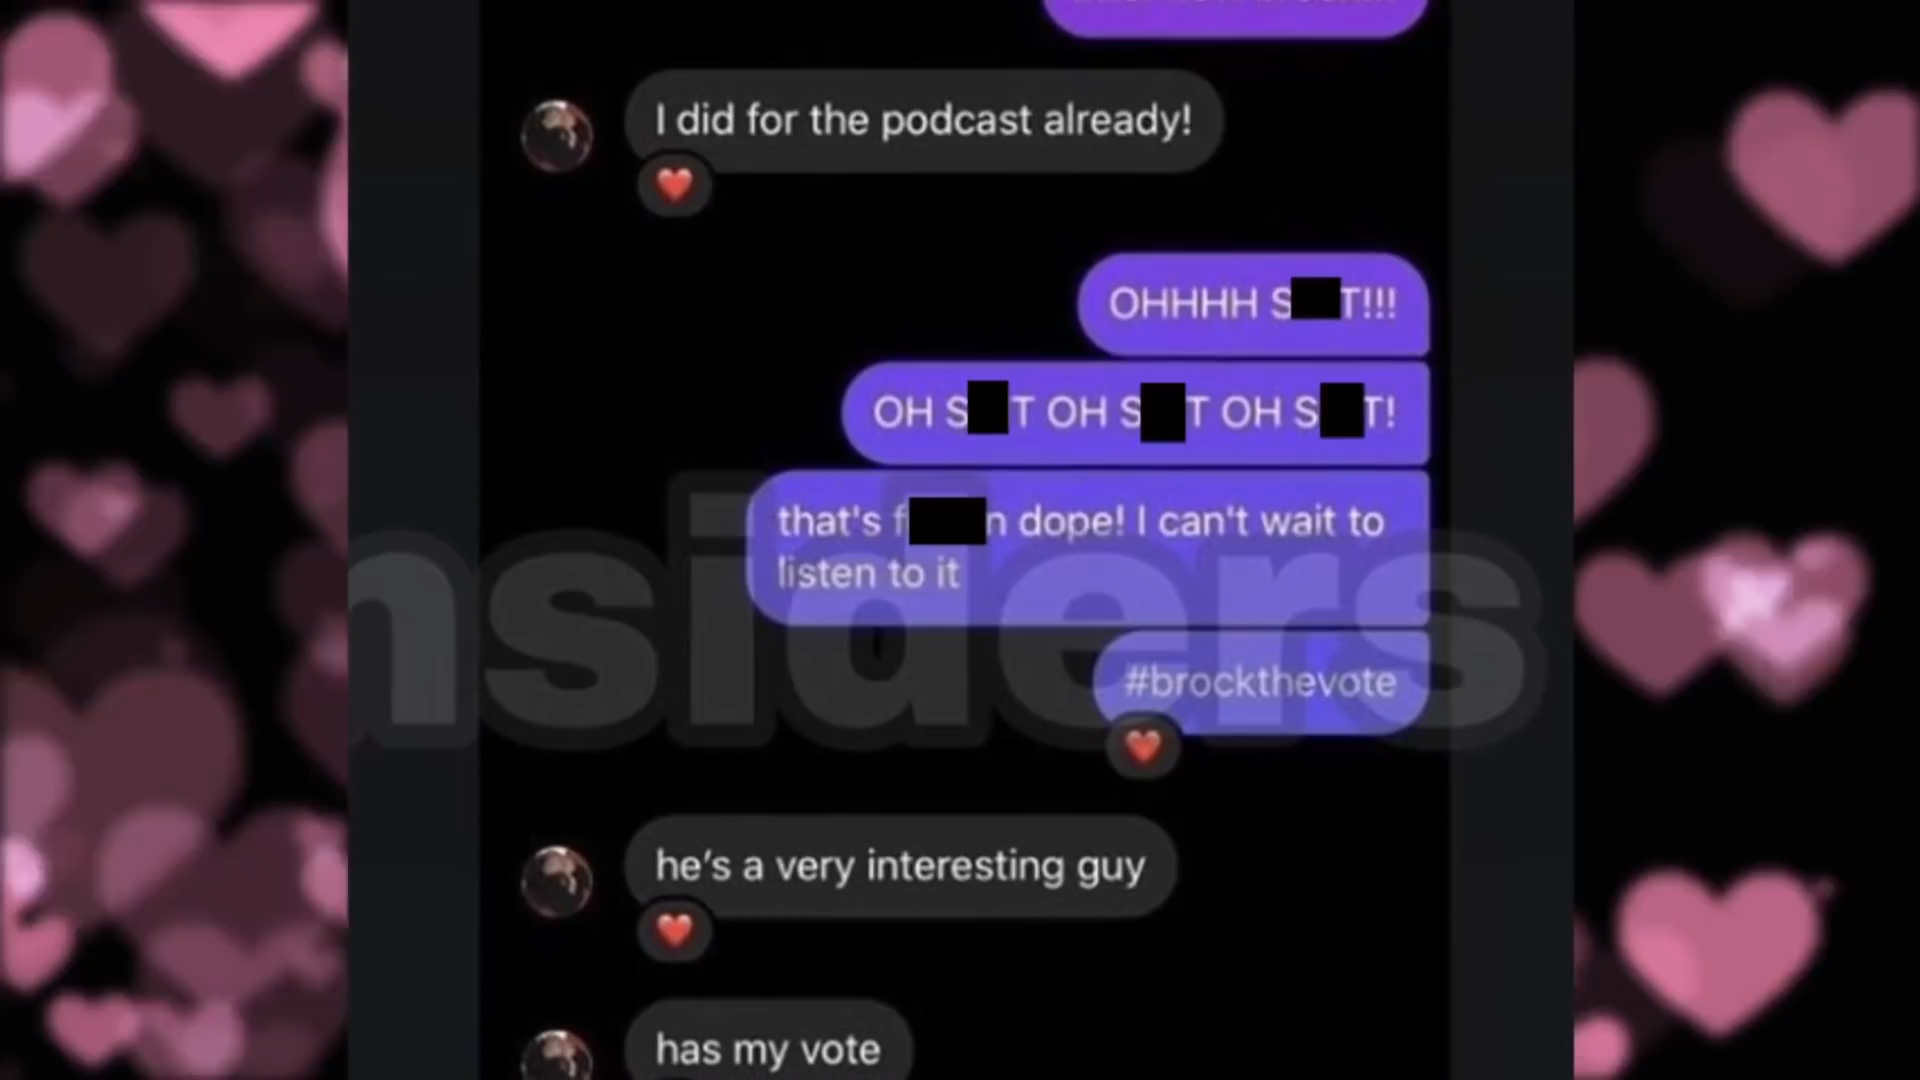 I did for the podcast already!
OHHHH S T!!!
OH S T OH S T OH S T!
that's f n dope! I can't wait to
listen to it
nsiders
#brockthevote
he's a very interesting guy
has my vote